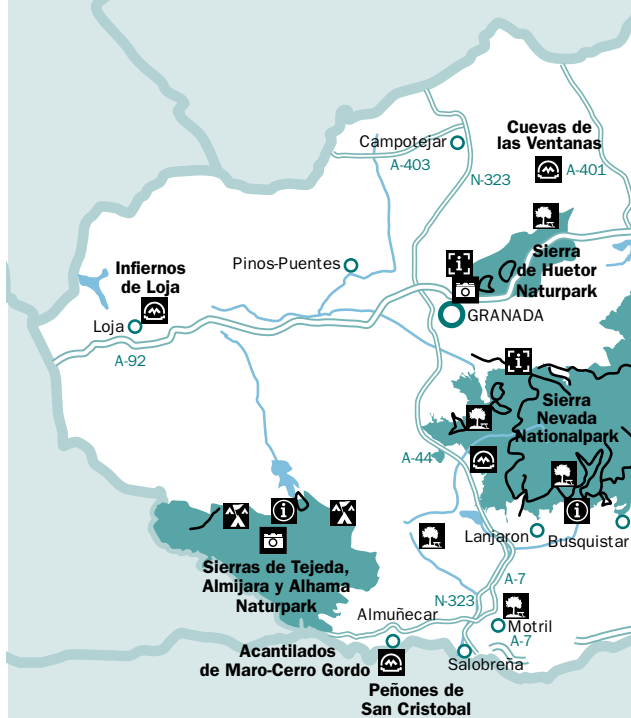 Cuevas de
las Ventanas
Campotejar
A-403
N-323
A-401
Sierra
de Huetor
Naturpark
Pinos-Puentes
Infiernos
de Loja
Loja
GRANADA
A-92
Sierra
Nevada
Nationalpark
A-44
Lanjaron
Busquistar
Sierras de Tejeda,
Almijara y Alhama
Naturpark
A-7
N-323
Almuñecar
Motril
A-7
Acantilados
de Maro-Cerro Gordo
Salobreña
Peñones de
San Cristobal